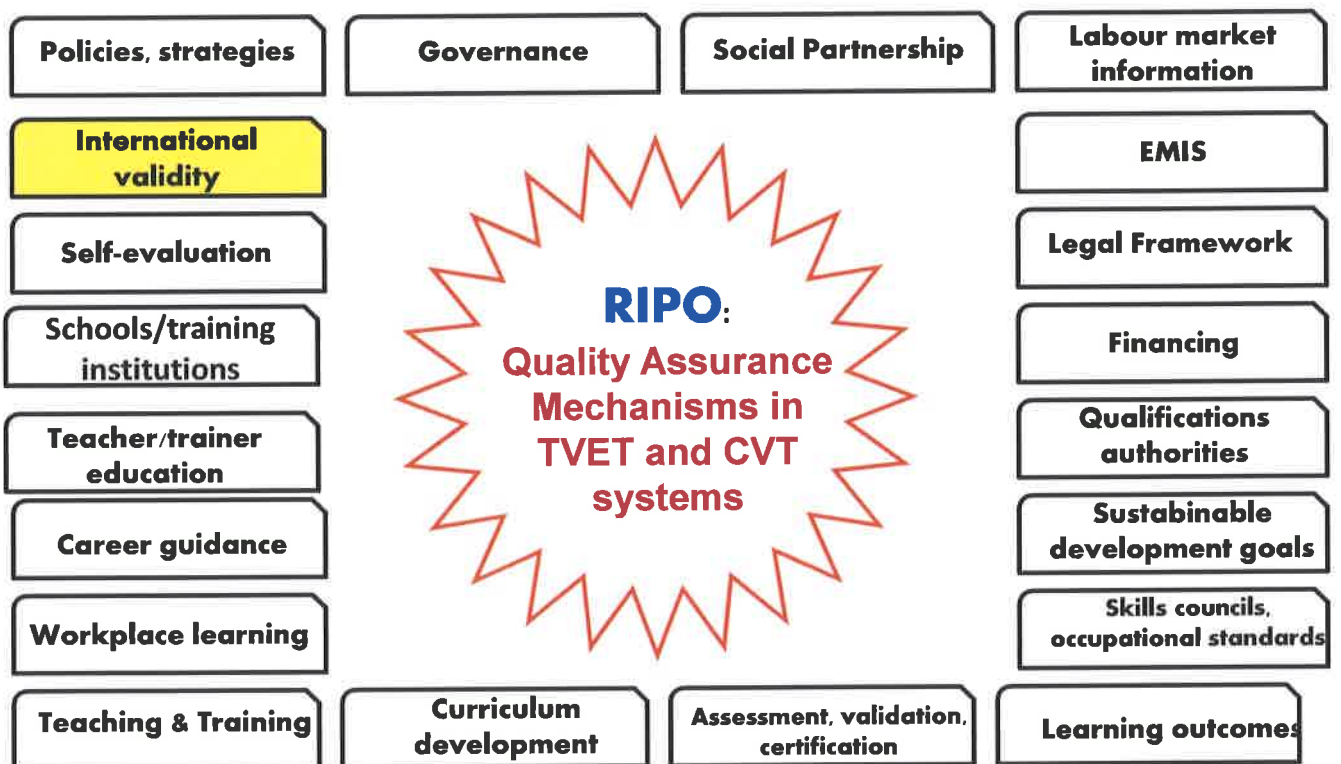 Policies, strategies
Governance
Social Partnership
Labour market
information
International
validity
EMIS
Self-evaluation
Legal Framework
RIPO:
Quality Assurance
Mechanisms in
TVET and CVT
systems
Schools/training
institutions
Financing
Teacher/trainer
education
Qualifications
authorities
Career guidance
Sustabinable
development goals
Workplace learning
Skills councils,
occupational standards
Teaching & Training
Curriculum
development
Assessment, validation,
certification
Learning outcomes